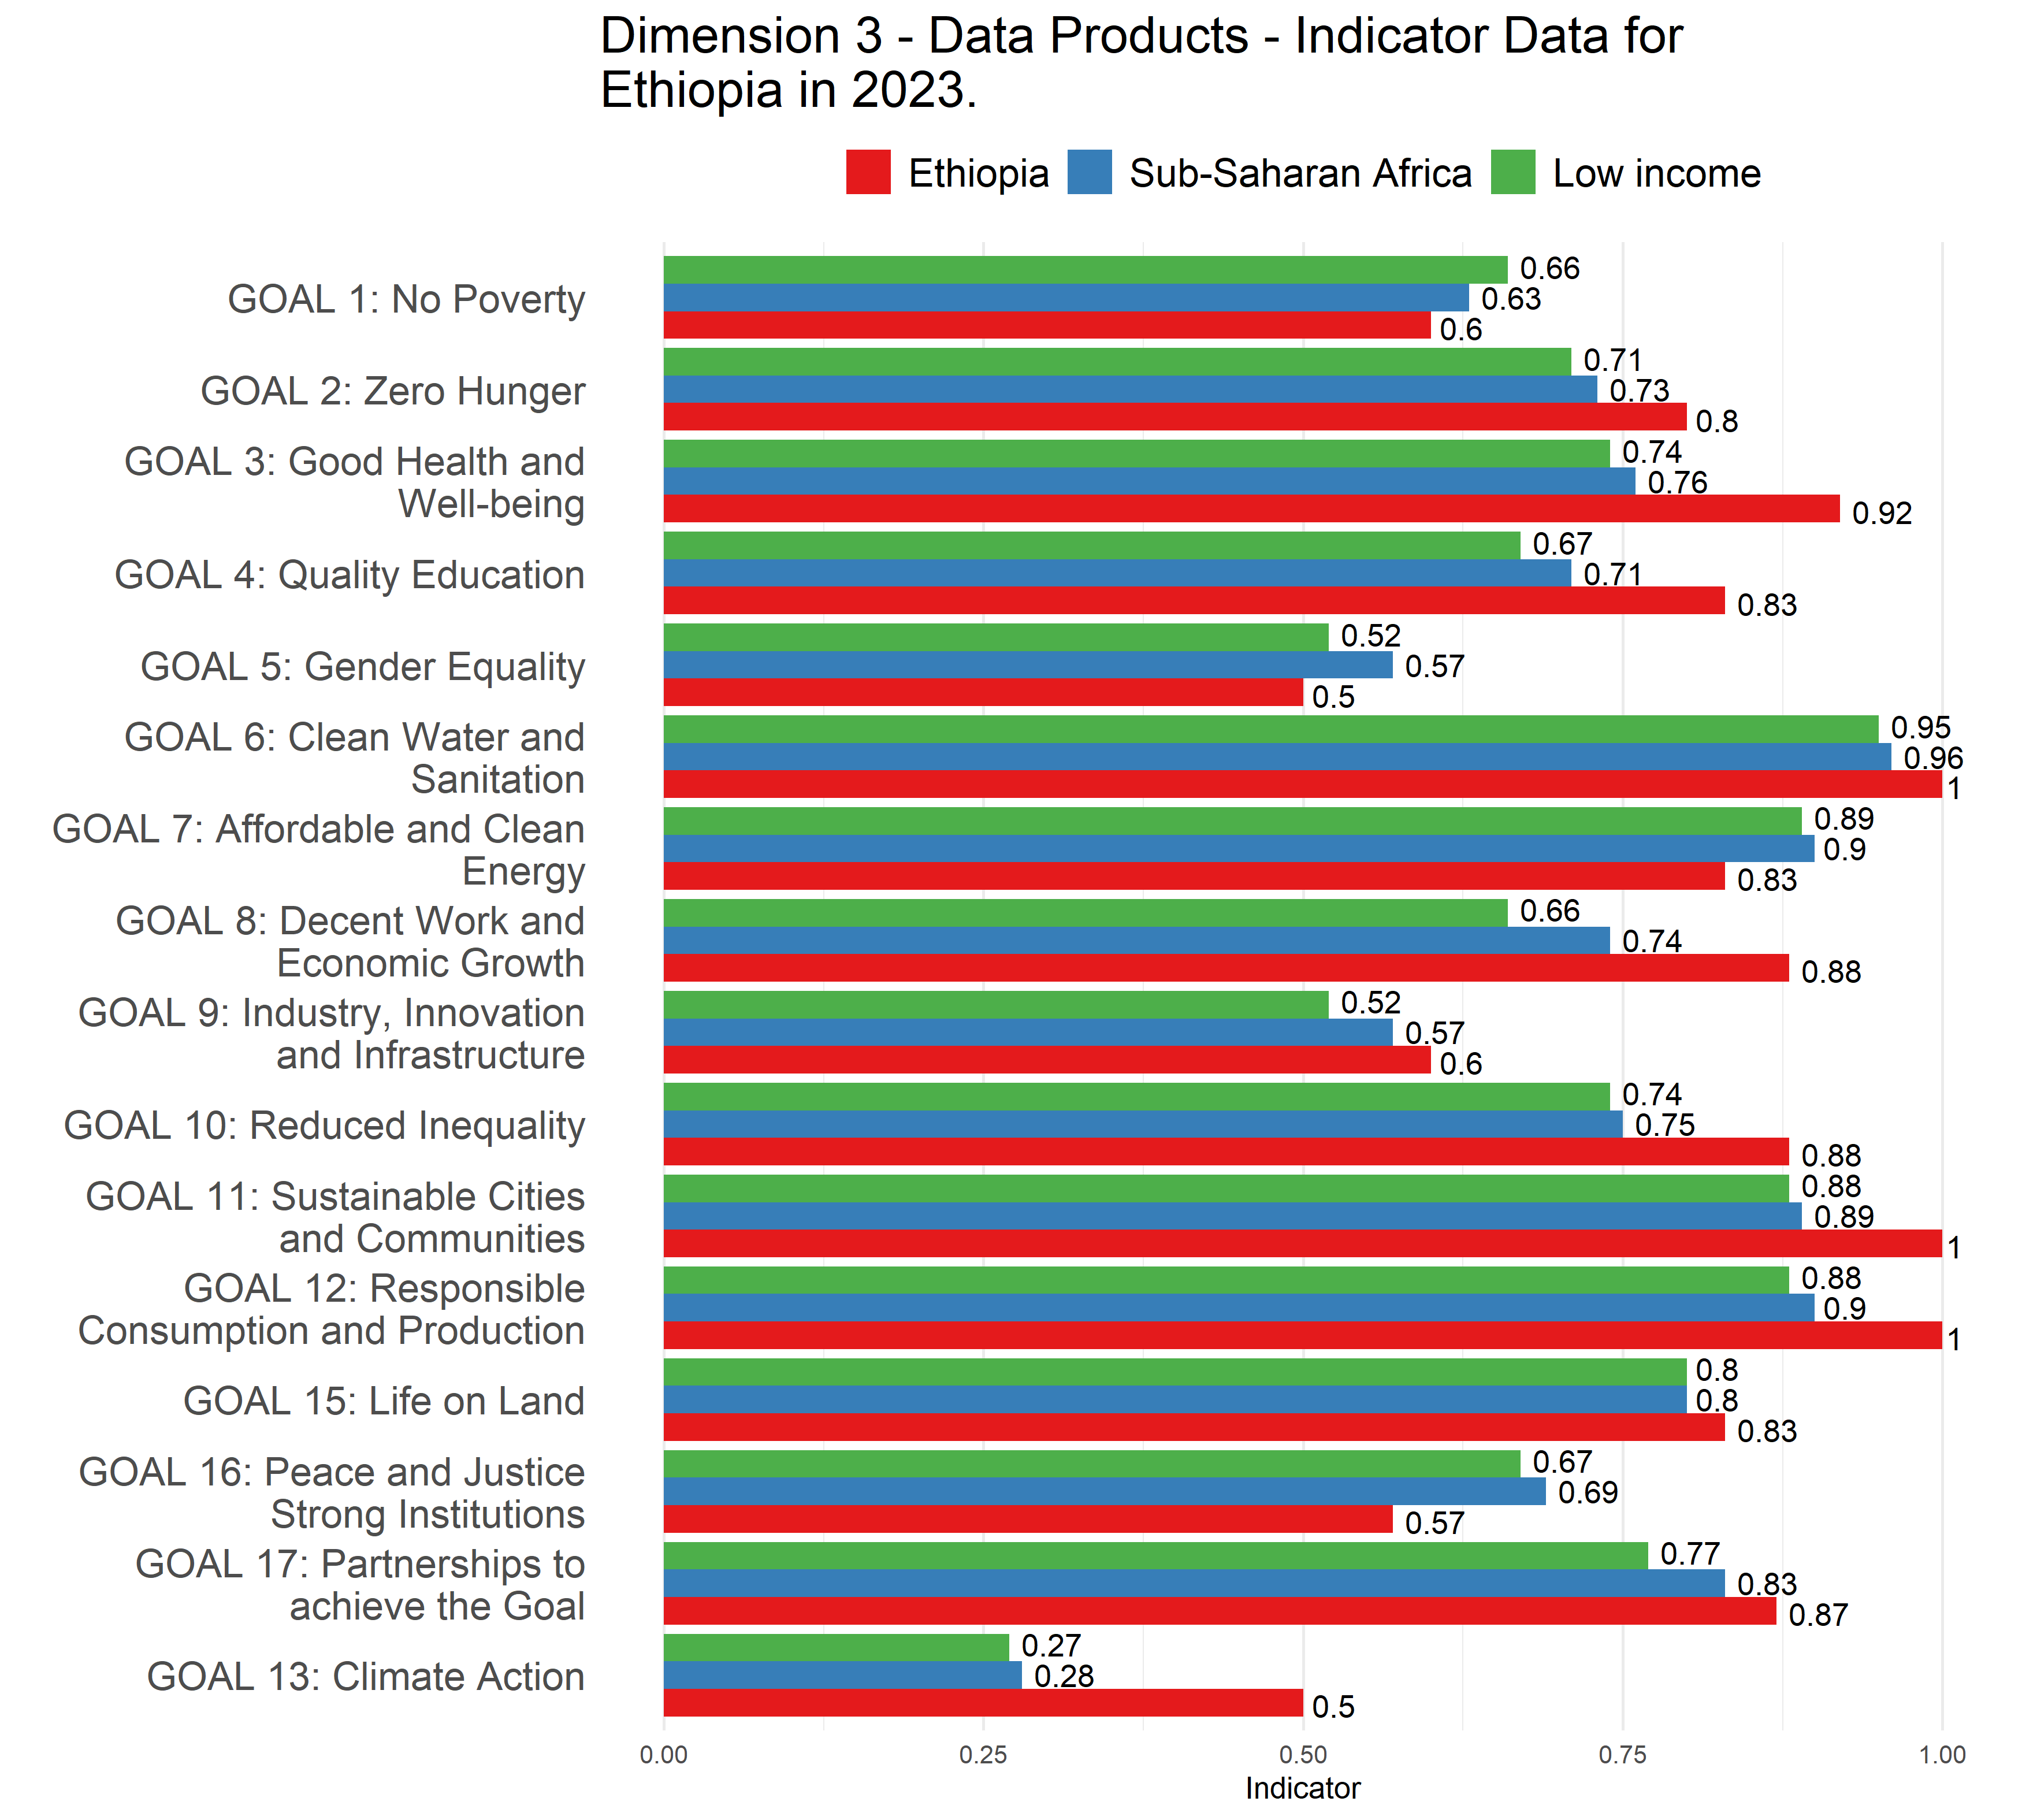 Dimension 3 - Data Products - Indicator Data for
Ethiopia in 2023.
Ethiopia Sub-Saharan Africa Low income
GOAL 1: No Poverty
0.66
0.63
0.6
GOAL 2: Zero Hunger
0.71
0.73
0.8
GOAL 3: Good Health and
Well-being
0.74
0.76
0.92
GOAL 4: Quality Education
0.67
0.71
0.83
GOAL 5: Gender Equality
0.52
0.57
0.5
GOAL 6: Clean Water and
Sanitation
0.95
0.96
1
GOAL 7: Affordable and Clean
Energy
0.89
0.9
0.83
GOAL 8: Decent Work and
Economic Growth
0.66
0.74
0.88
GOAL 9: Industry, Innovation
and Infrastructure
0.52
0.57
0.6
GOAL 10: Reduced Inequality
0.74
0.75
0.88
GOAL 11: Sustainable Cities
and Communities
0.88
0.89
1
GOAL 12: Responsible
Consumption and Production
0.88
0.9
1
GOAL 15: Life on Land
0.8
0.8
0.83
GOAL 16: Peace and Justice
Strong Institutions
0.67
0.69
0.57
GOAL 17: Partnerships to
achieve the Goal
0.77
0.83
0.87
GOAL 13: Climate Action
0.27
0.28
0.5
0.00 0.25 0.50 0.75 1.00
Indicator